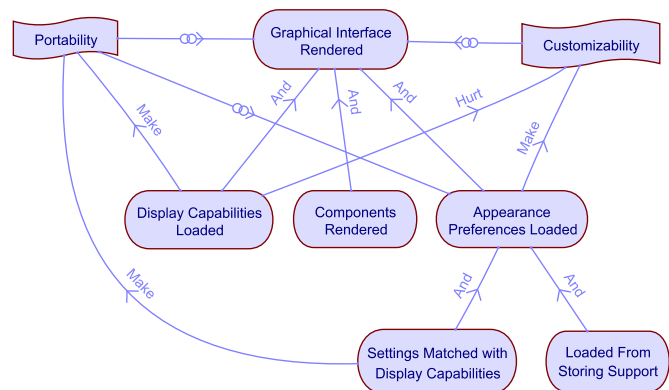 Portability
Graphical Interface
Rendered
Customizability
And
And
And
Hurt
Make
Make
Display Capabilities
Loaded
Components
Rendered
Appearance
Preferences Loaded
Make
And
And
Settings Matched with
Display Capabilities
Loaded From
Storing Support